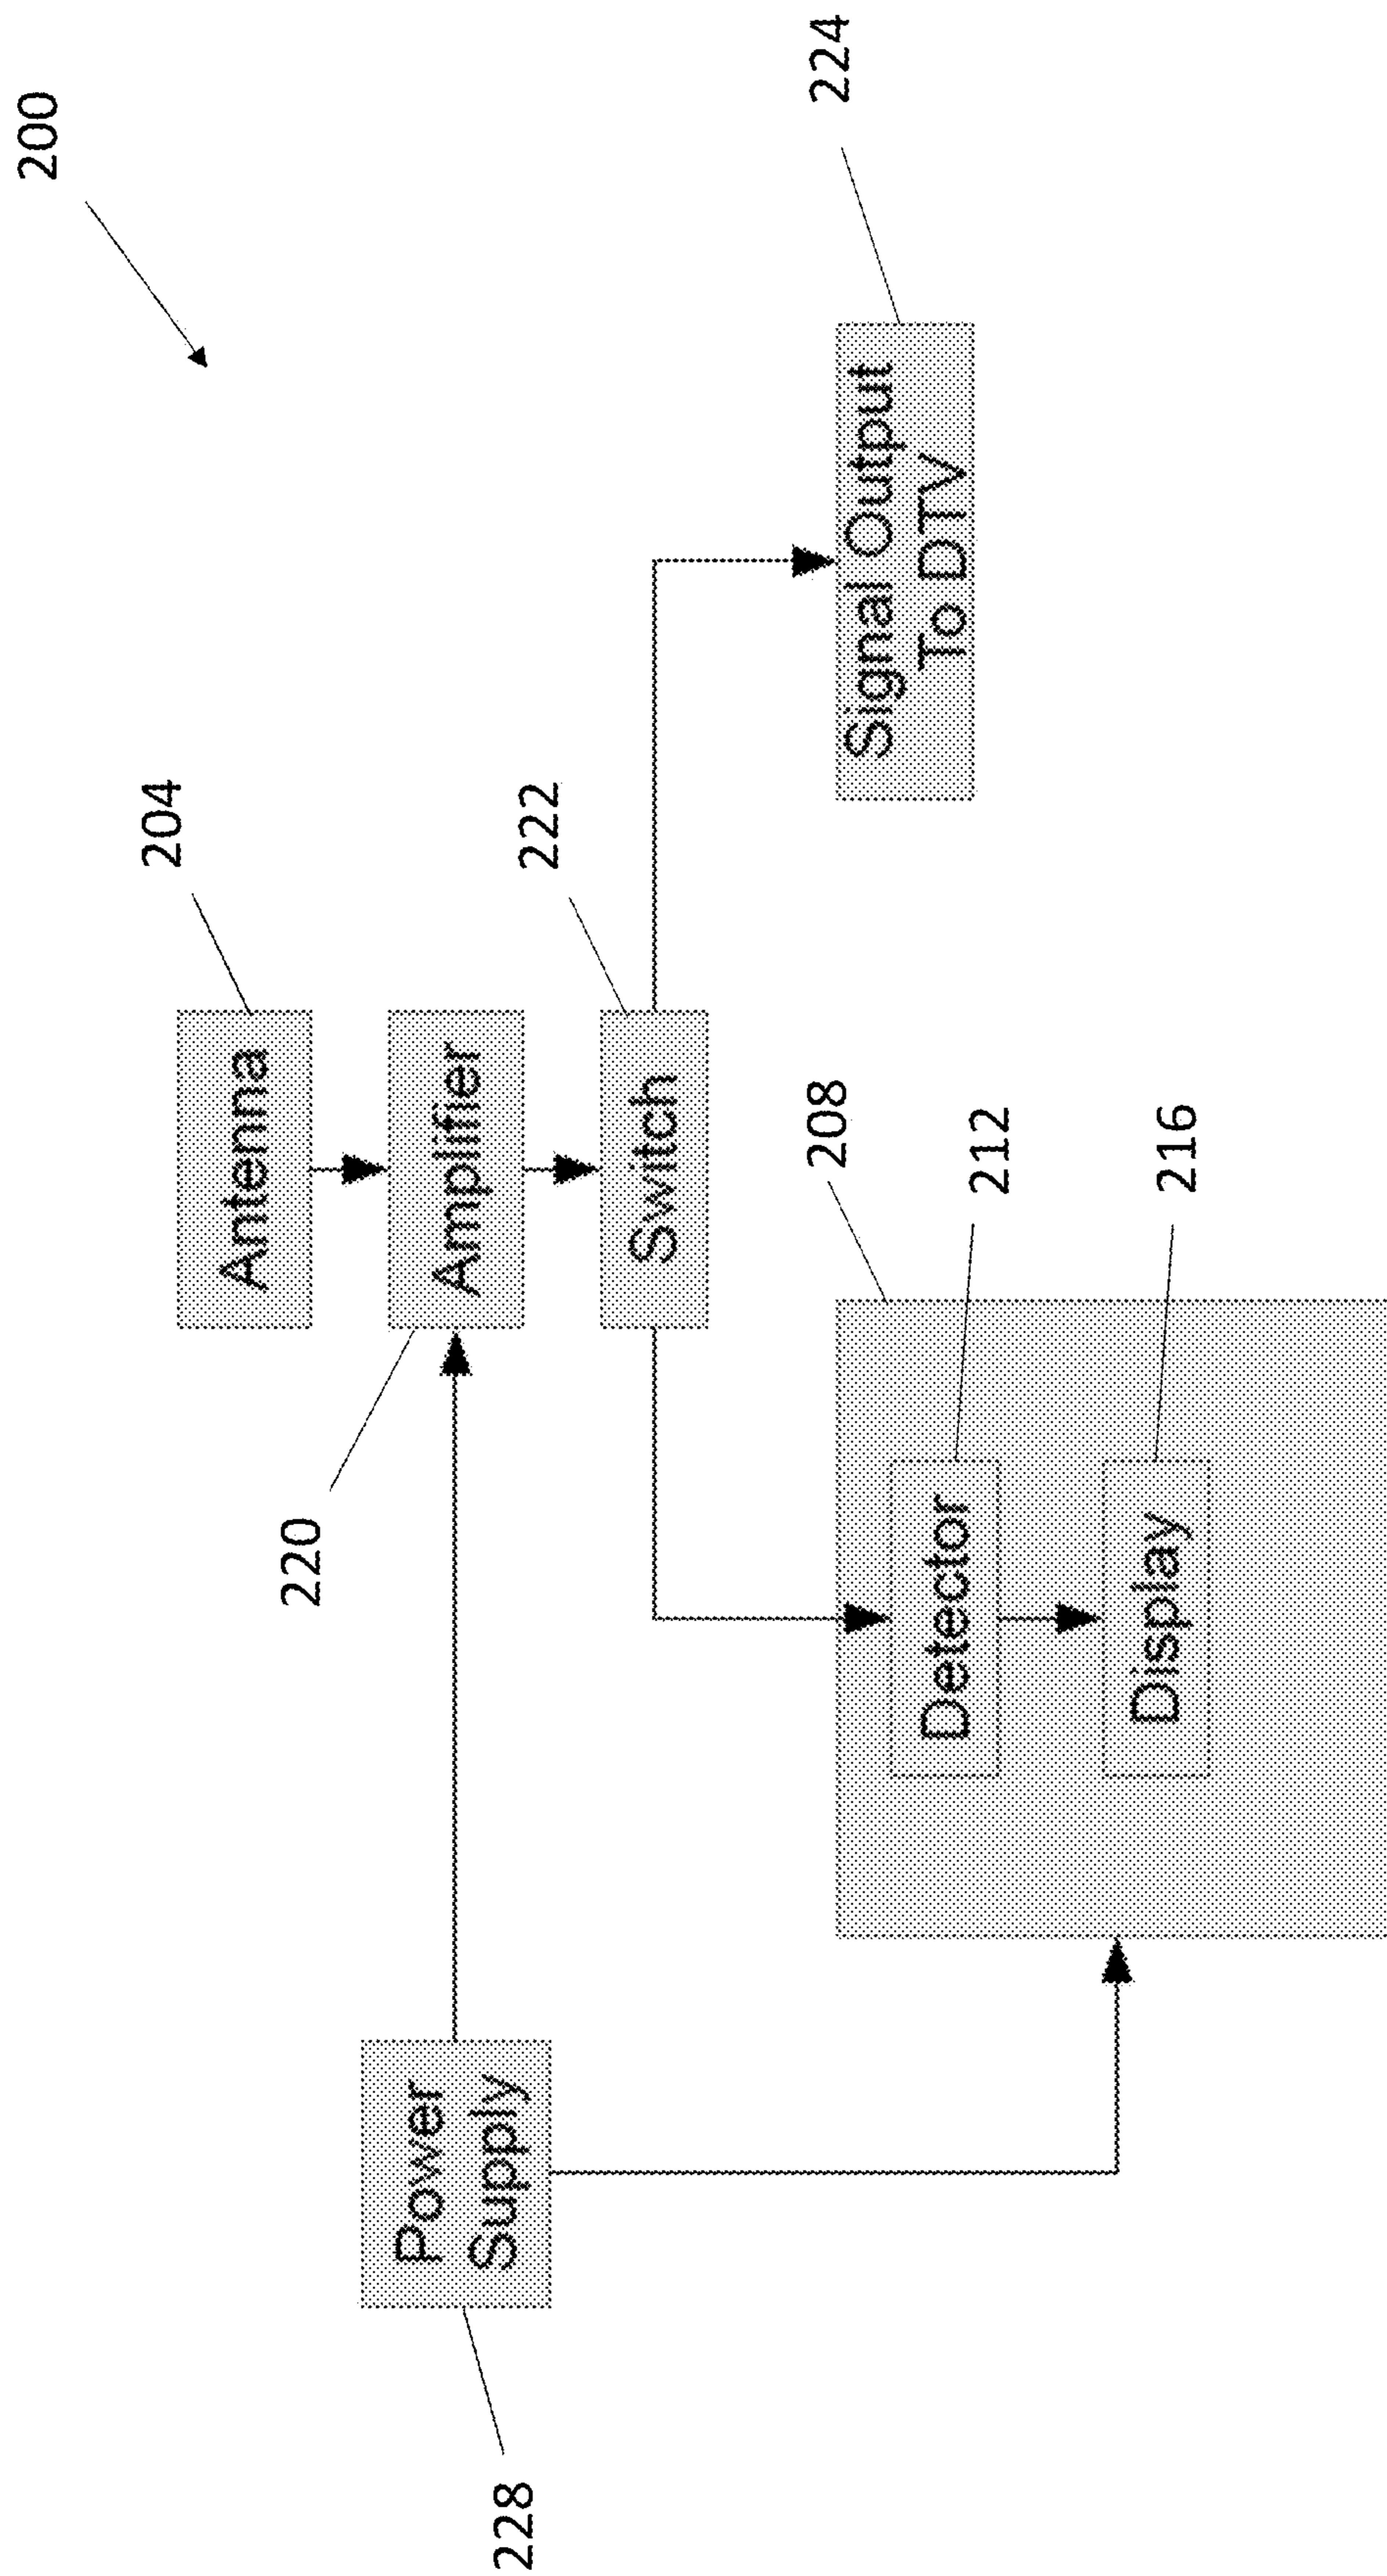 200
204
Antenna
220
Amplifier
228
Power
Supply
222
Switch
208
224
Signal Output
To DTV
212
Detector
216
Display